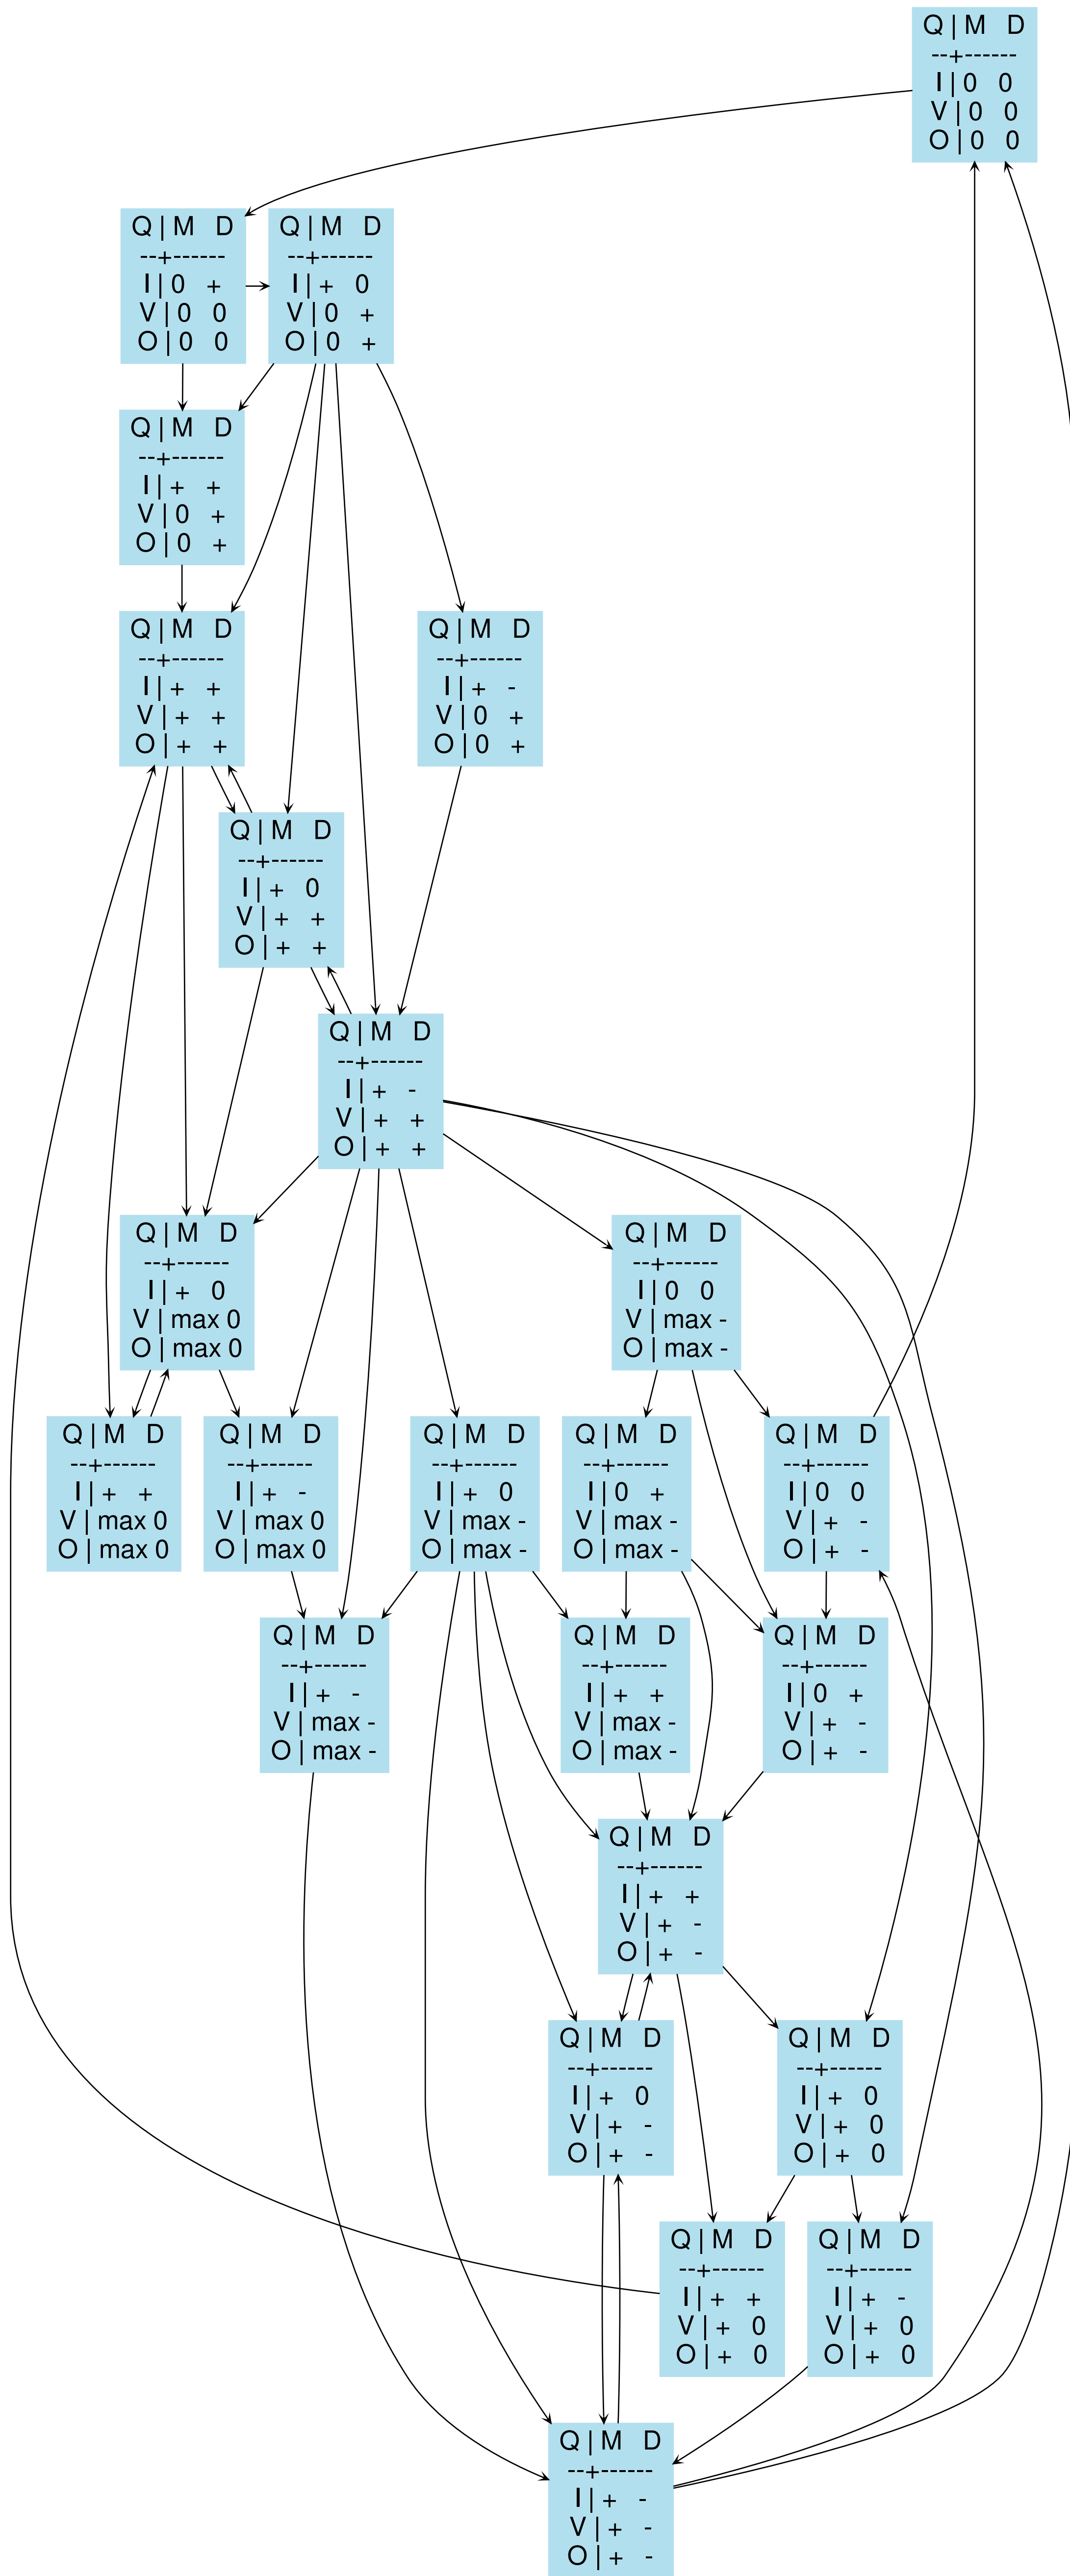 Q | M D
--+------
I | 0 0
V | 0 0
O | 0 0
Q | M D
--+------
I | 0 +
V | 0 0
O | 0 0
Q | M D
--+------
I | + 0
V | 0 +
O | 0 +
Q | M D
--+------
I | + +
V | 0 +
O | 0 +
Q | M D
--+------
I | + +
V | + +
O | + +
Q | M D
--+------
I | + -
V | 0 +
O | 0 +
Q | M D
--+------
I | + 0
V | + +
O | + +
Q | M D
--+------
I | + -
V | + +
O | + +
Q | M D
--+------
I | + 0
V | max 0
O | max 0
Q | M D
--+------
I | 0 0
V | max -
O | max -
Q | M D
--+------
I | + +
V | max 0
O | max 0
Q | M D
--+------
I | + -
V | max 0
O | max 0
Q | M D
--+------
I | + 0
V | max -
O | max -
Q | M D
--+------
I | 0 +
V | max -
O | max -
Q | M D
--+------
I | 0 0
V | + -
O | + -
Q | M D
--+------
I | + -
V | max -
O | max -
Q | M D
--+------
I | + +
V | max -
O | max -
Q | M D
--+------
I | 0 +
V | + -
O | + -
Q | M D
--+------
I | + +
V | + -
O | + -
Q | M D
--+------
I | + 0
V | + -
O | + -
Q | M D
--+------
I | + 0
V | + 0
O | + 0
Q | M D
--+------
I | + +
V | + 0
O | + 0
Q | M D
--+------
I | + -
V | + 0
O | + 0
Q | M D
--+------
I | + -
V | + -
O | + -